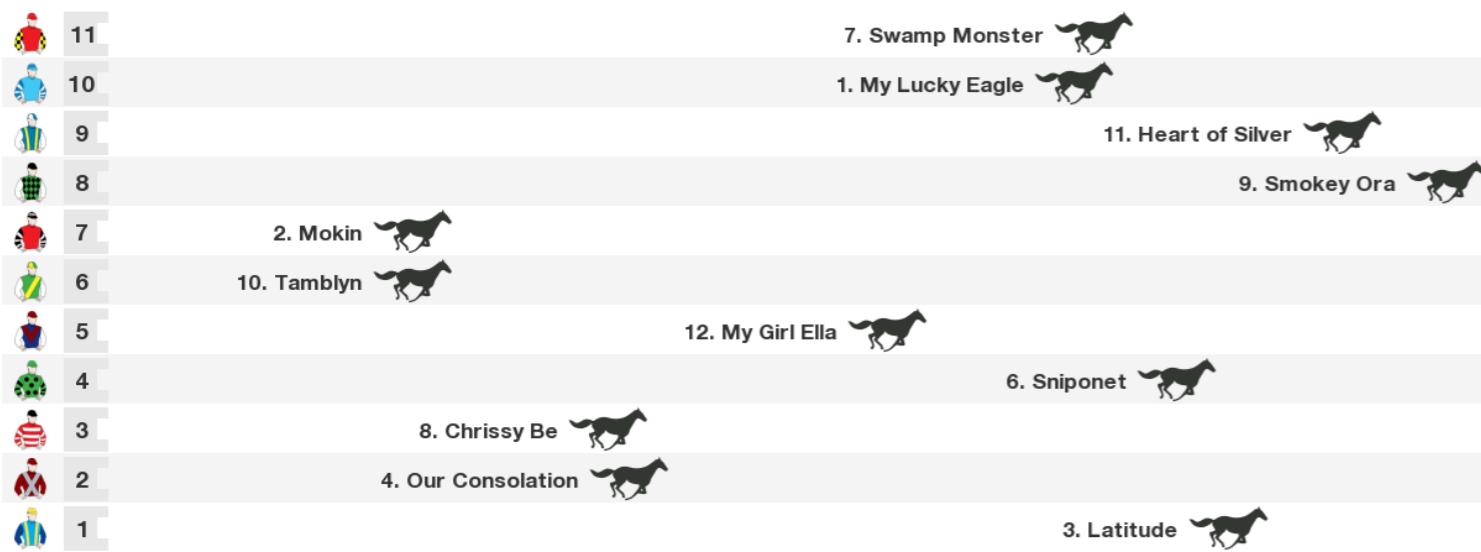 11 7. Swamp Monster
10 1. My Lucky Eagle
9 11. Heart of Silver
8 9. Smokey Ora
7 2. Mokin
6 10. Tamblyn
5 12. My Girl Ella
4 6. Sniponet
3 8. Chrissy Be
2 4. Our Consolation
1 3. Latitude